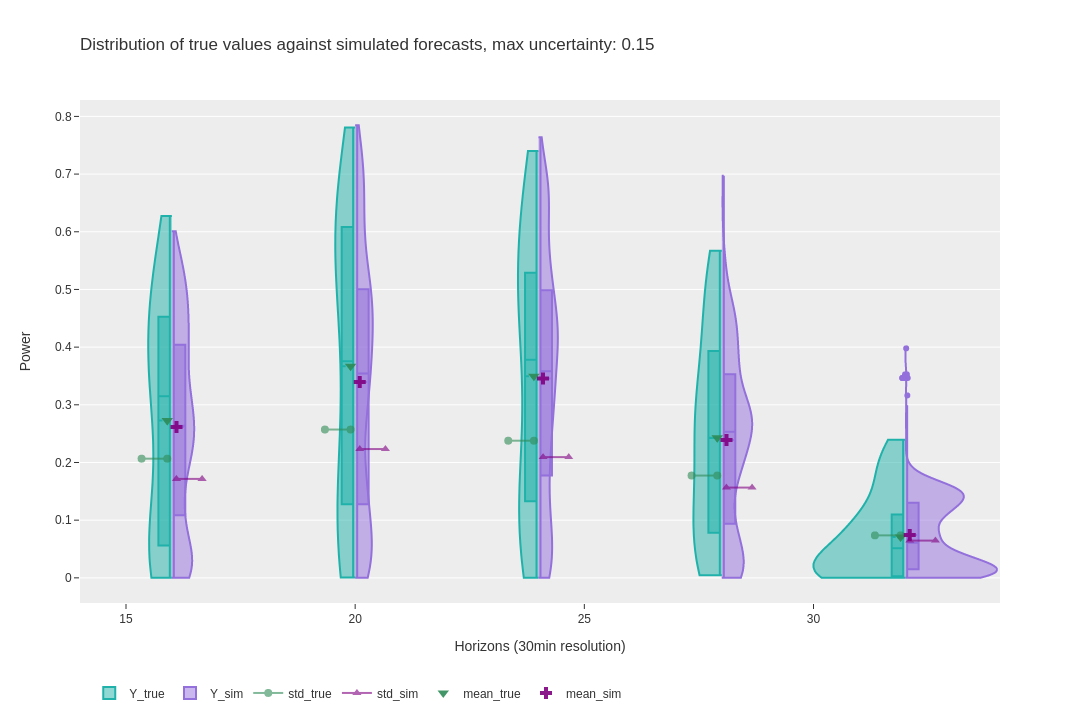 Distribution of true values against simulated forecasts, max uncertainty: 0.15
0.8
0.7
0.6
0.5
0.4
0.3
0.2
0.1
0
Power
15
20
25
30
Horizons (30min resolution)
Y_true
Y_sim
std_true
std_sim
mean_true
mean_sim